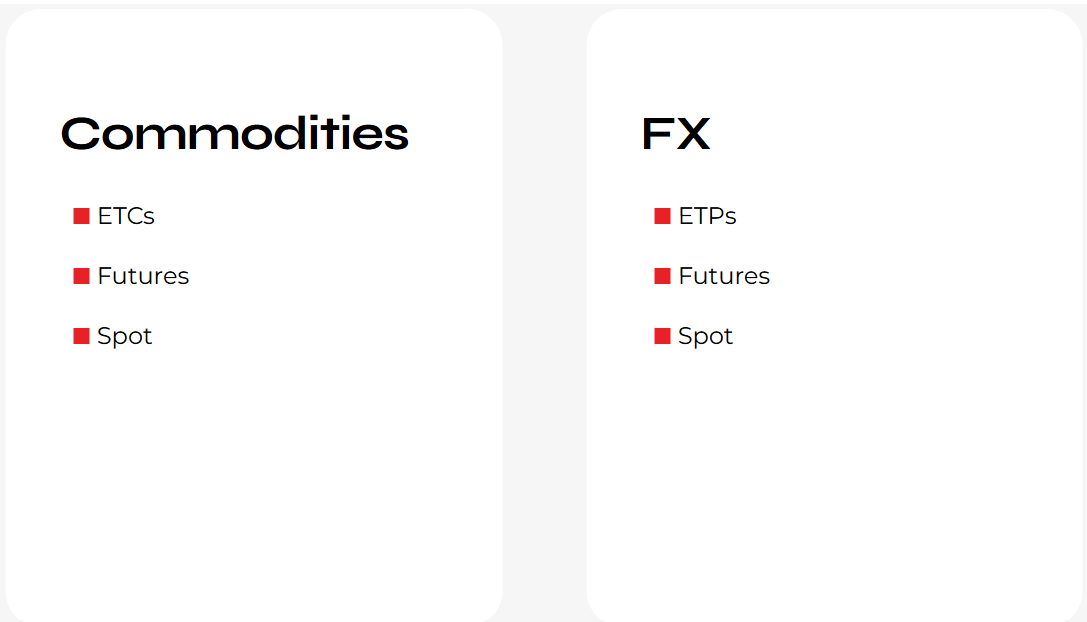 Commodities
ETCs
Futures
Spot
FX
ETPs
Futures
Spot